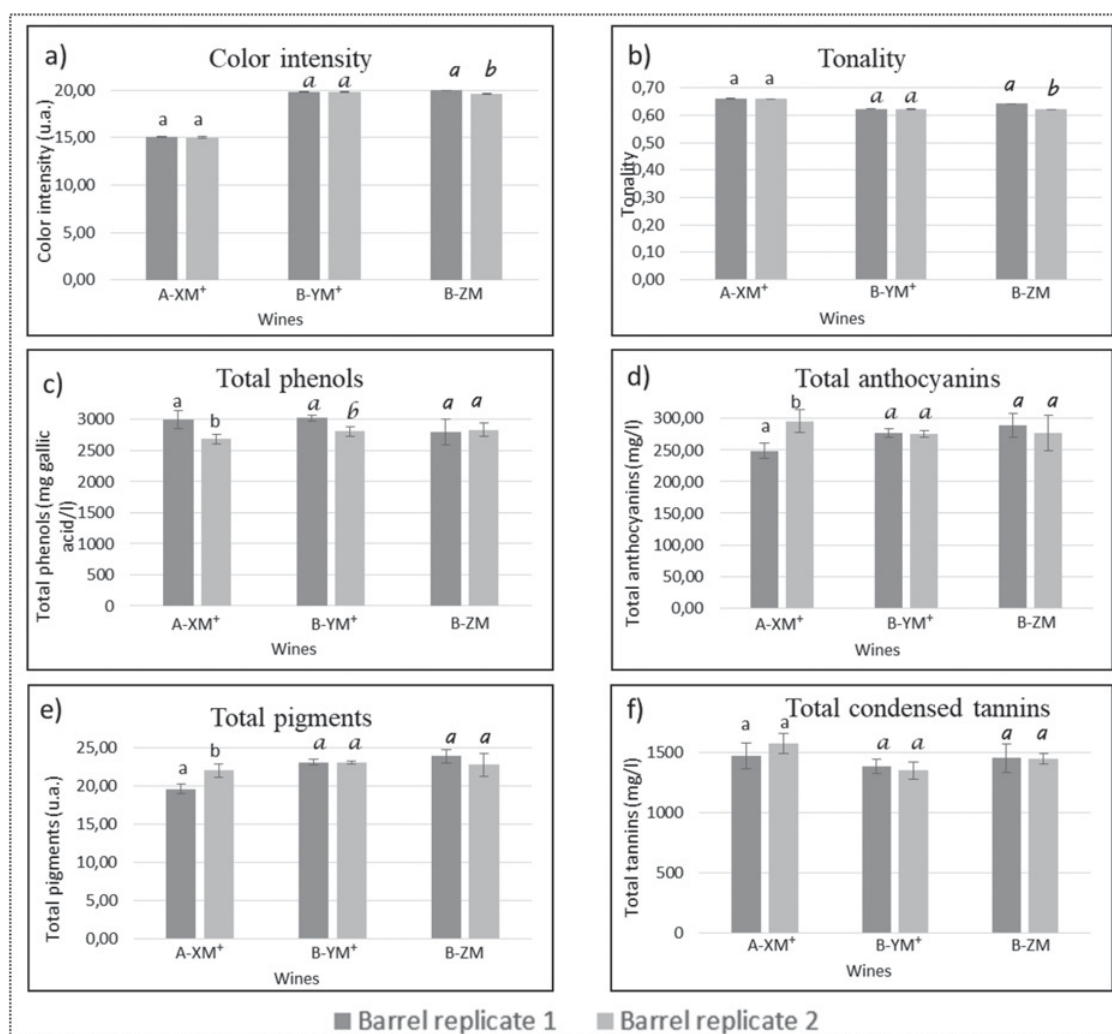 a) Color intensity
Color intensity (u.a.)
20,00
15,00
10,00
5,00
0,00
a a
a a
a b
A-XM⁺ B-YM⁺ B-ZM
Wines
b) Tonality
Tonality
0,70
0,60
0,50
0,40
0,30
0,20
0,10
0,00
a a
a a
a b
A-XM⁺ B-YM⁺ B-ZM
Wines
c) Total phenols
Total phenols (mg gallic
acid/l)
3000
2500
2000
1500
1000
500
0
a b
a b
a a
A-XM⁺ B-YM⁺ B-ZM
Wines
d) Total anthocyanins
Total anthocyanins (mg/l)
300,00
250,00
200,00
150,00
100,00
50,00
0,00
a b
a a
a a
A-XM⁺ B-YM⁺ B-ZM
Wines
e) Total pigments
Total pigments (u.a.)
25,00
20,00
15,00
10,00
5,00
0,00
a b
a a
a a
A-XM⁺ B-YM⁺ B-ZM
Wines
f) Total condensed tannins
Total tannins (mg/l)
1500
1000
500
0
a a
a a
a a
A-XM⁺ B-YM⁺ B-ZM
Wines
Barrel replicate 1 Barrel replicate 2